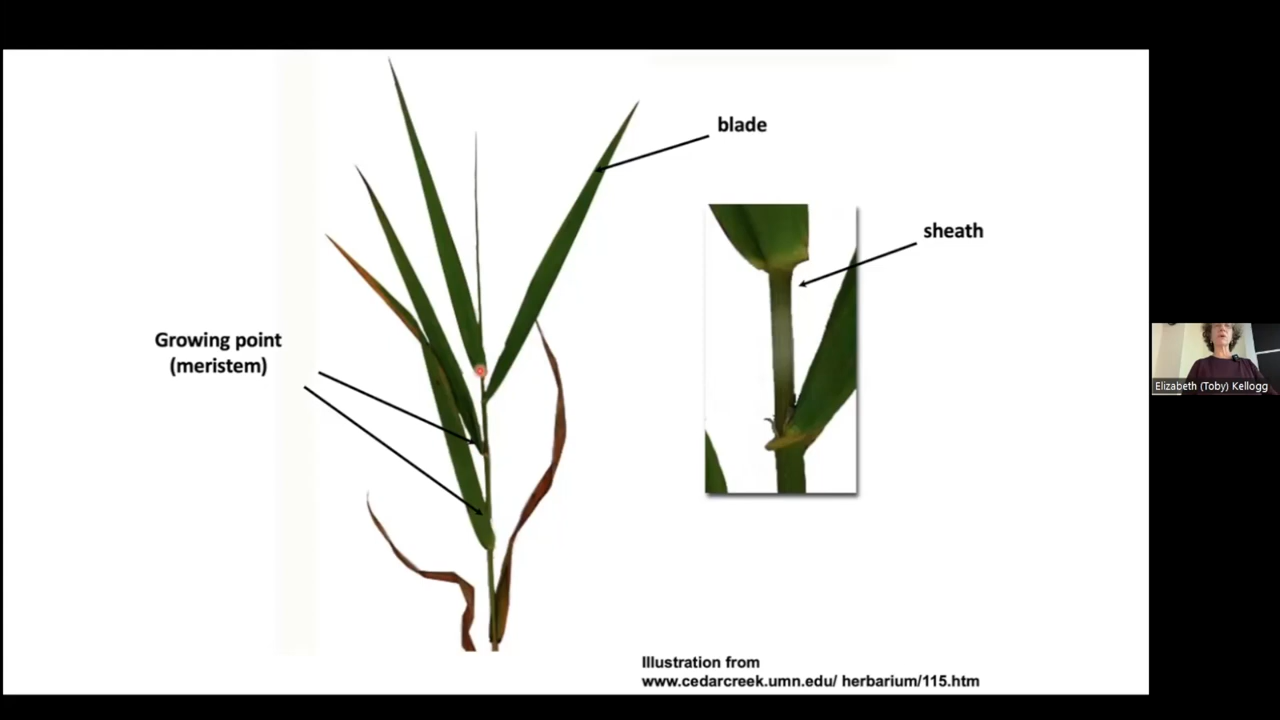 blade
sheath
Growing point
(meristem)
Elizabeth (Toby) Kellogg
Illustration from
www.cedarcreek.umn.edu/ herbarium/115.htm